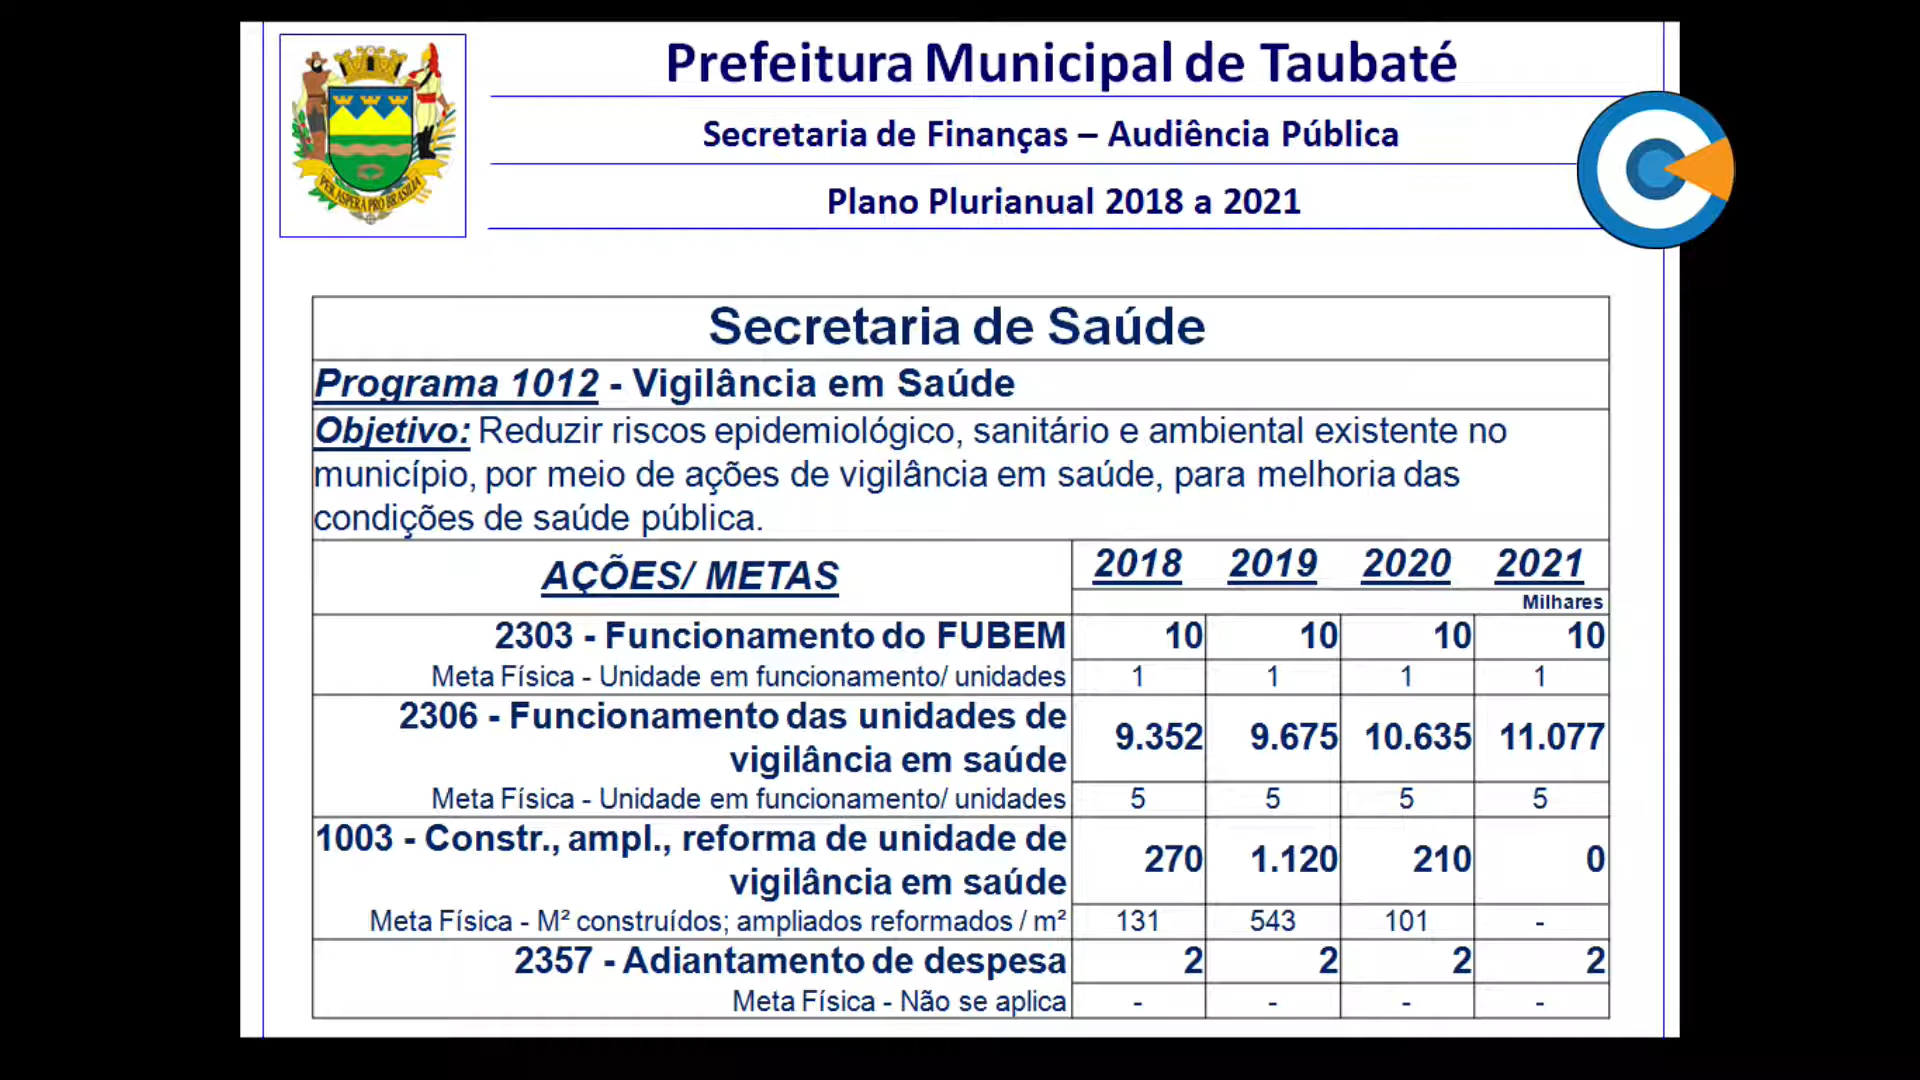 Prefeitura Municipal de Taubaté
Secretaria de Finanças – Audiência Pública
Plano Plurianual 2018 a 2021
PER ASPERA PRO BRASILIA
Secretaria de Saúde
Programa 1012 - Vigilância em Saúde
Objetivo: Reduzir riscos epidemiológico, sanitário e ambiental existente no
município, por meio de ações de vigilância em saúde, para melhoria das
condições de saúde pública.
AÇÕES/ METAS 2018 2019 2020 2021
Milhares
2303 - Funcionamento do FUBEM 10 10 10 10
Meta Física - Unidade em funcionamento/ unidades 1 1 1 1
2306 - Funcionamento das unidades de
vigilância em saúde 9.352 9.675 10.635 11.077
Meta Física - Unidade em funcionamento/ unidades 5 5 5 5
1003 - Constr., ampl., reforma de unidade de
vigilância em saúde 270 1.120 210 0
Meta Física - M² construídos; ampliados reformados / m² 131 543 101 -
2357 - Adiantamento de despesa 2 2 2 2
Meta Física - Não se aplica - - - -